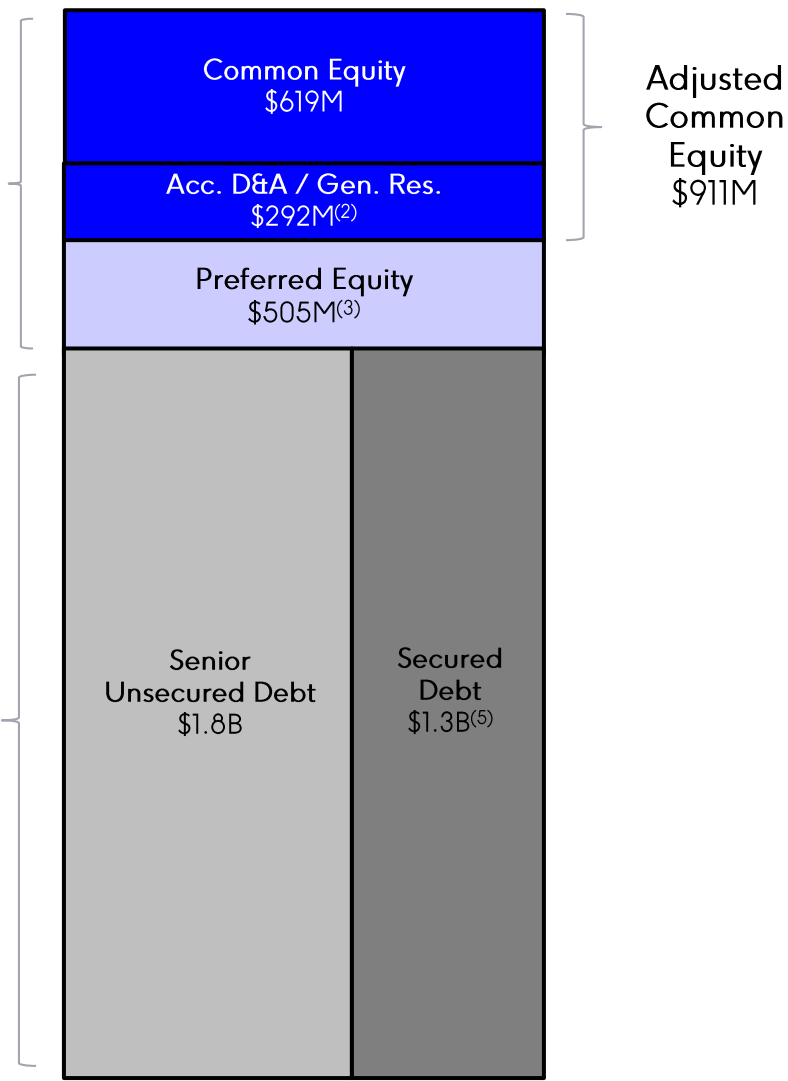 Common Equity
$619M
Adjusted
Common
Equity
$911M
Acc. D&A / Gen. Res.
$292M(2)
Preferred Equity
$505M(3)
Senior
Unsecured Debt
$1.8B
Secured
Debt
$1.3B(5)